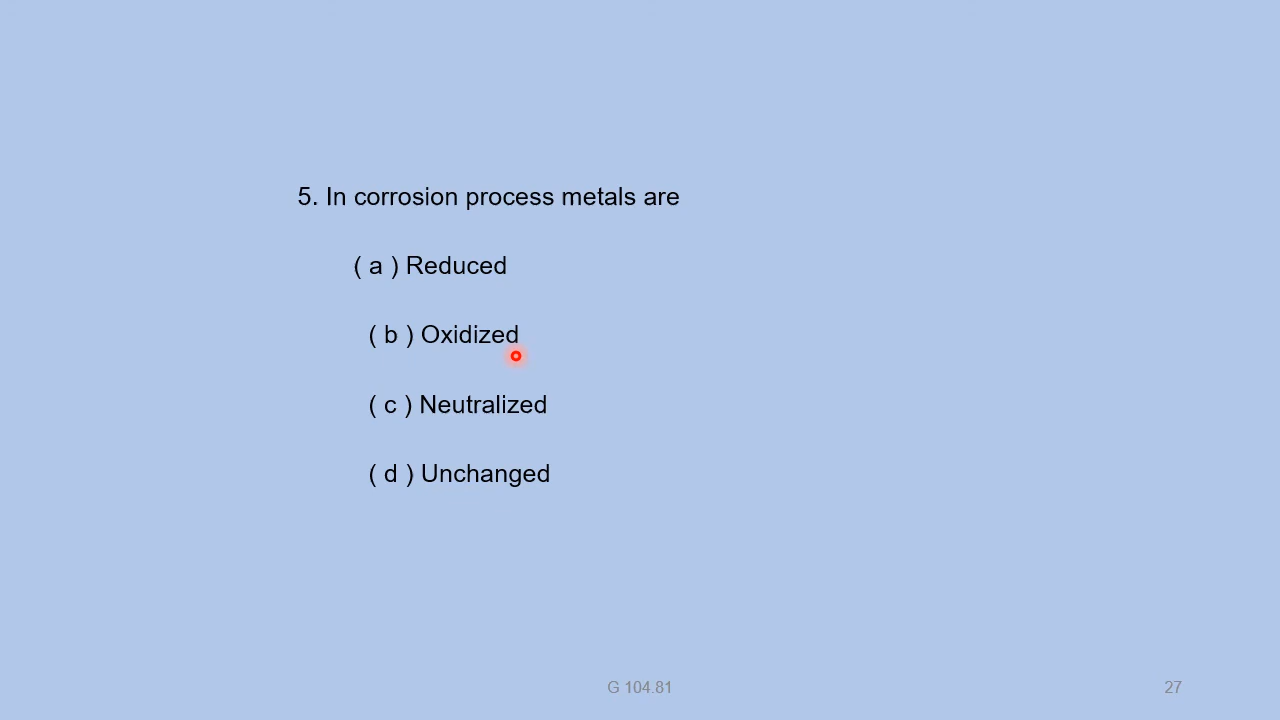 5. In corrosion process metals are
( a ) Reduced
( b ) Oxidized
( c ) Neutralized
( d ) Unchanged
G 104.81
27